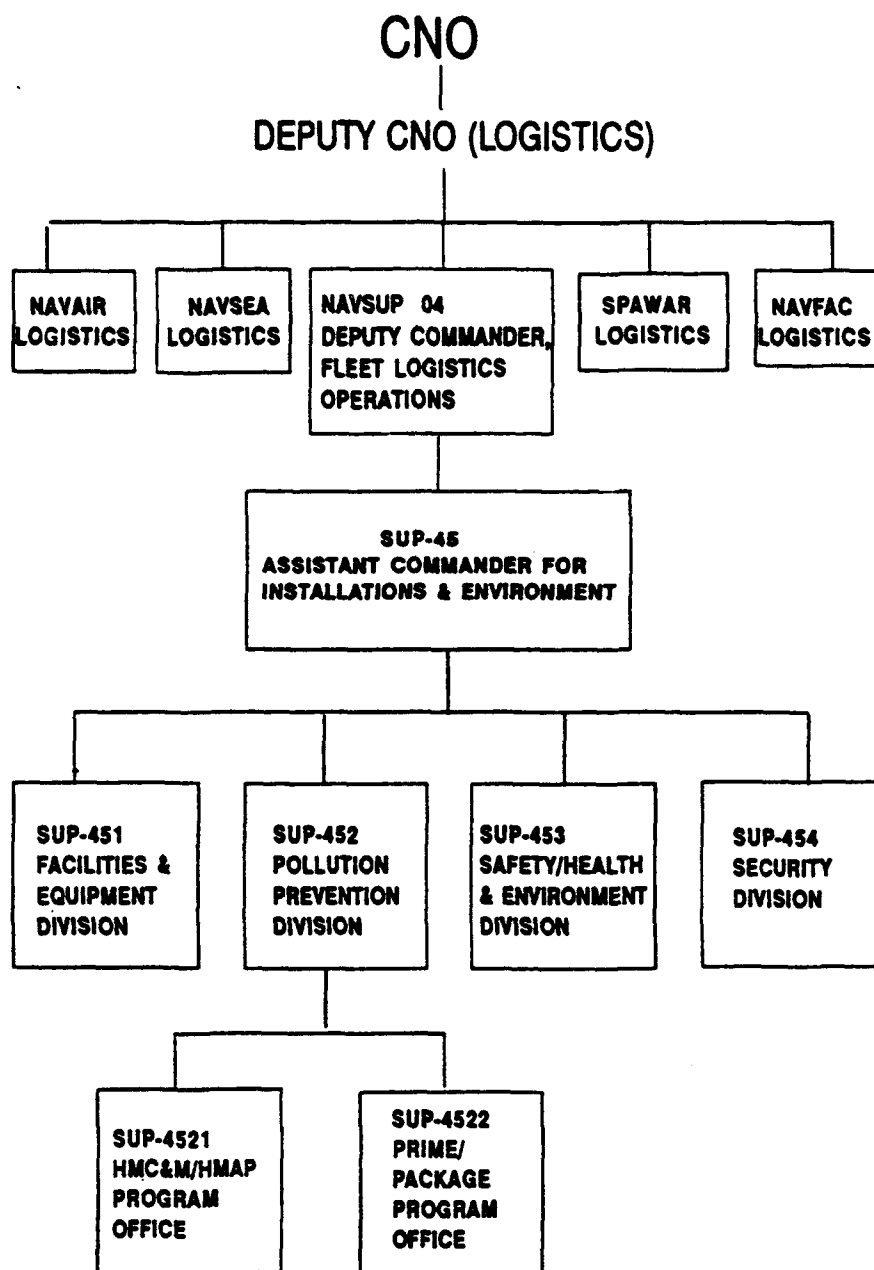 CNO
DEPUTY CNO (LOGISTICS)
NAVAIR
LOGISTICS
NAVSEA
LOGISTICS
NAVSUP 04
DEPUTY COMMANDER,
FLEET LOGISTICS
OPERATIONS
SPAWAR
LOGISTICS
NAVFAC
LOGISTICS
SUP-45
ASSISTANT COMMANDER FOR
INSTALLATIONS & ENVIRONMENT
SUP-451
FACILITIES &
EQUIPMENT
DIVISION
SUP-452
POLLUTION
PREVENTION
DIVISION
SUP-453
SAFETY/HEALTH
& ENVIRONMENT
DIVISION
SUP-454
SECURITY
DIVISION
SUP-4521
HMC&M/HMAP
PROGRAM
OFFICE
SUP-4522
PRIME/
PACKAGE
PROGRAM
OFFICE